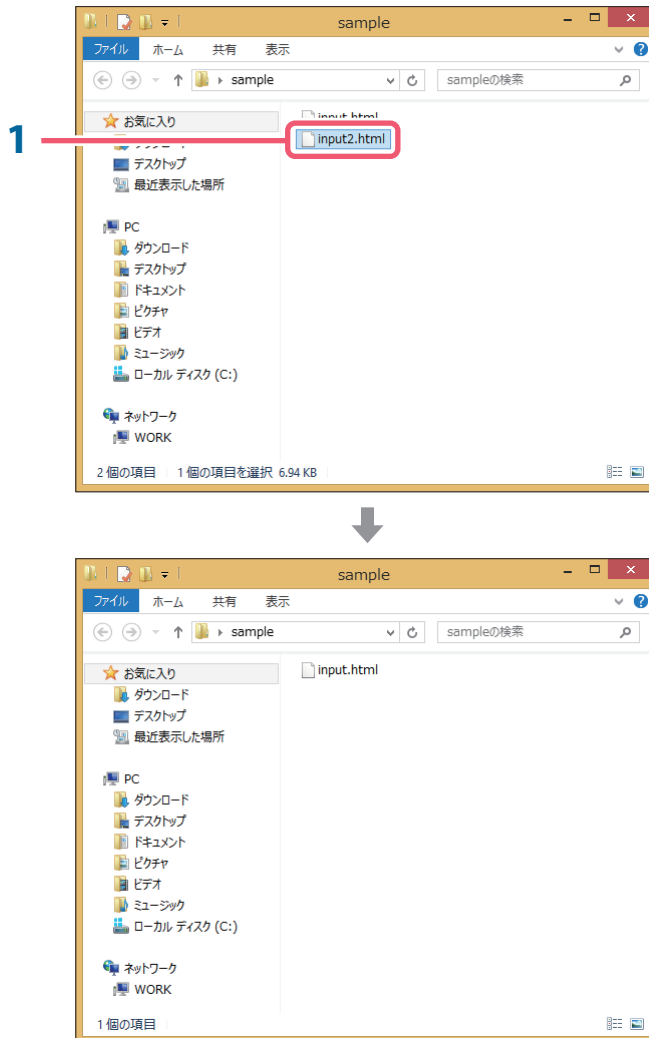 sample
ファイル ホーム 共有 表示
sample sampleの検索
お気に入り
input.html
1
input2.html
デスクトップ
最近表示した場所
PC
ダウンロード
デスクトップ
ドキュメント
ピクチャ
ビデオ
ミュージック
ローカル ディスク (C:)
ネットワーク
WORK
2 個の項目 1 個の項目を選択 6.94 KB
sample
ファイル ホーム 共有 表示
sample sampleの検索
お気に入り input.html
ダウンロード
デスクトップ
最近表示した場所
PC
ダウンロード
デスクトップ
ドキュメント
ピクチャ
ビデオ
ミュージック
ローカル ディスク (C:)
ネットワーク
WORK
1 個の項目